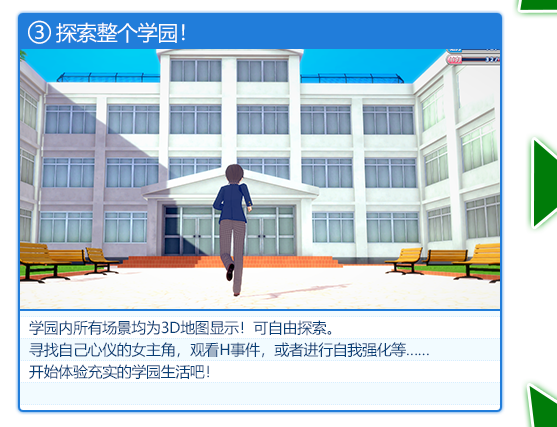 ③ 探索整个学园！
学园内所有场景均为3D地图显示！可自由探索。
寻找自己心仪的女主角，观看H事件，或者进行自我强化等……
开始体验充实的学园生活吧！